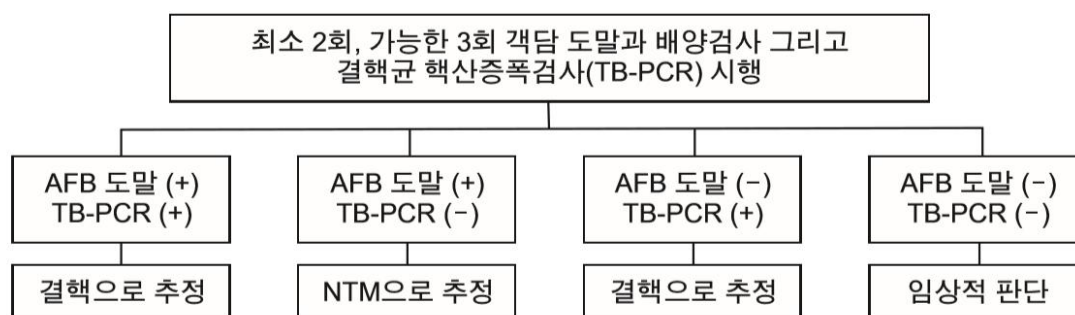 최소 2회, 가능한 3회 객담 도말과 배양검사 그리고
결핵균 핵산증폭검사(TB-PCR) 시행
AFB 도말 (+)
TB-PCR (+)
AFB 도말 (+)
TB-PCR (−)
AFB 도말 (−)
TB-PCR (+)
AFB 도말 (−)
TB-PCR (−)
결핵으로 추정
NTM으로 추정
결핵으로 추정
임상적 판단